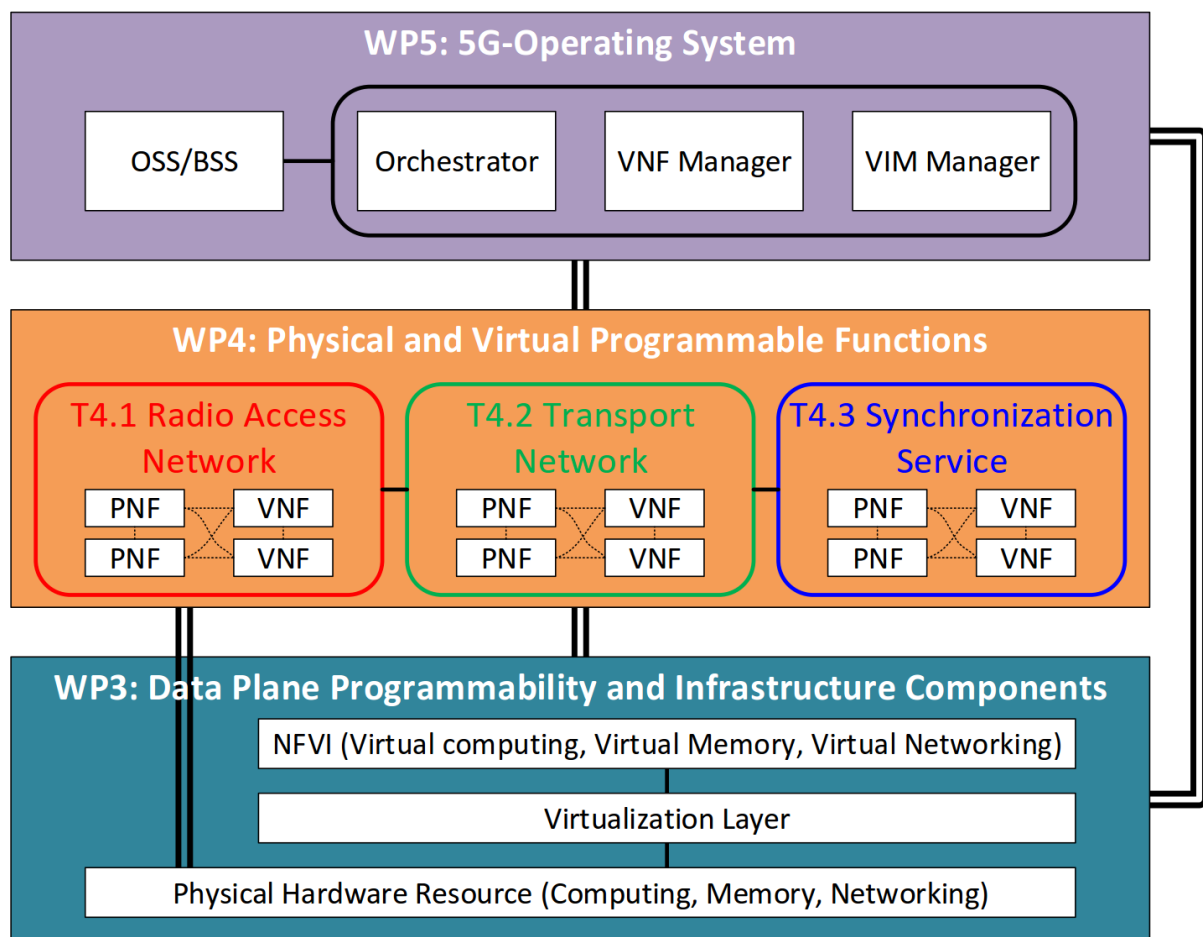 WP5: 5G-Operating System
OSS/BSS
Orchestrator
VNF Manager
VIM Manager
WP4: Physical and Virtual Programmable Functions
T4.1 Radio Access
Network
PNF
VNF
PNF
VNF
T4.2 Transport
Network
PNF
VNF
PNF
VNF
T4.3 Synchronization
Service
PNF
VNF
PNF
VNF
WP3: Data Plane Programmability and Infrastructure Components
NFVI (Virtual computing, Virtual Memory, Virtual Networking)
Virtualization Layer
Physical Hardware Resource (Computing, Memory, Networking)